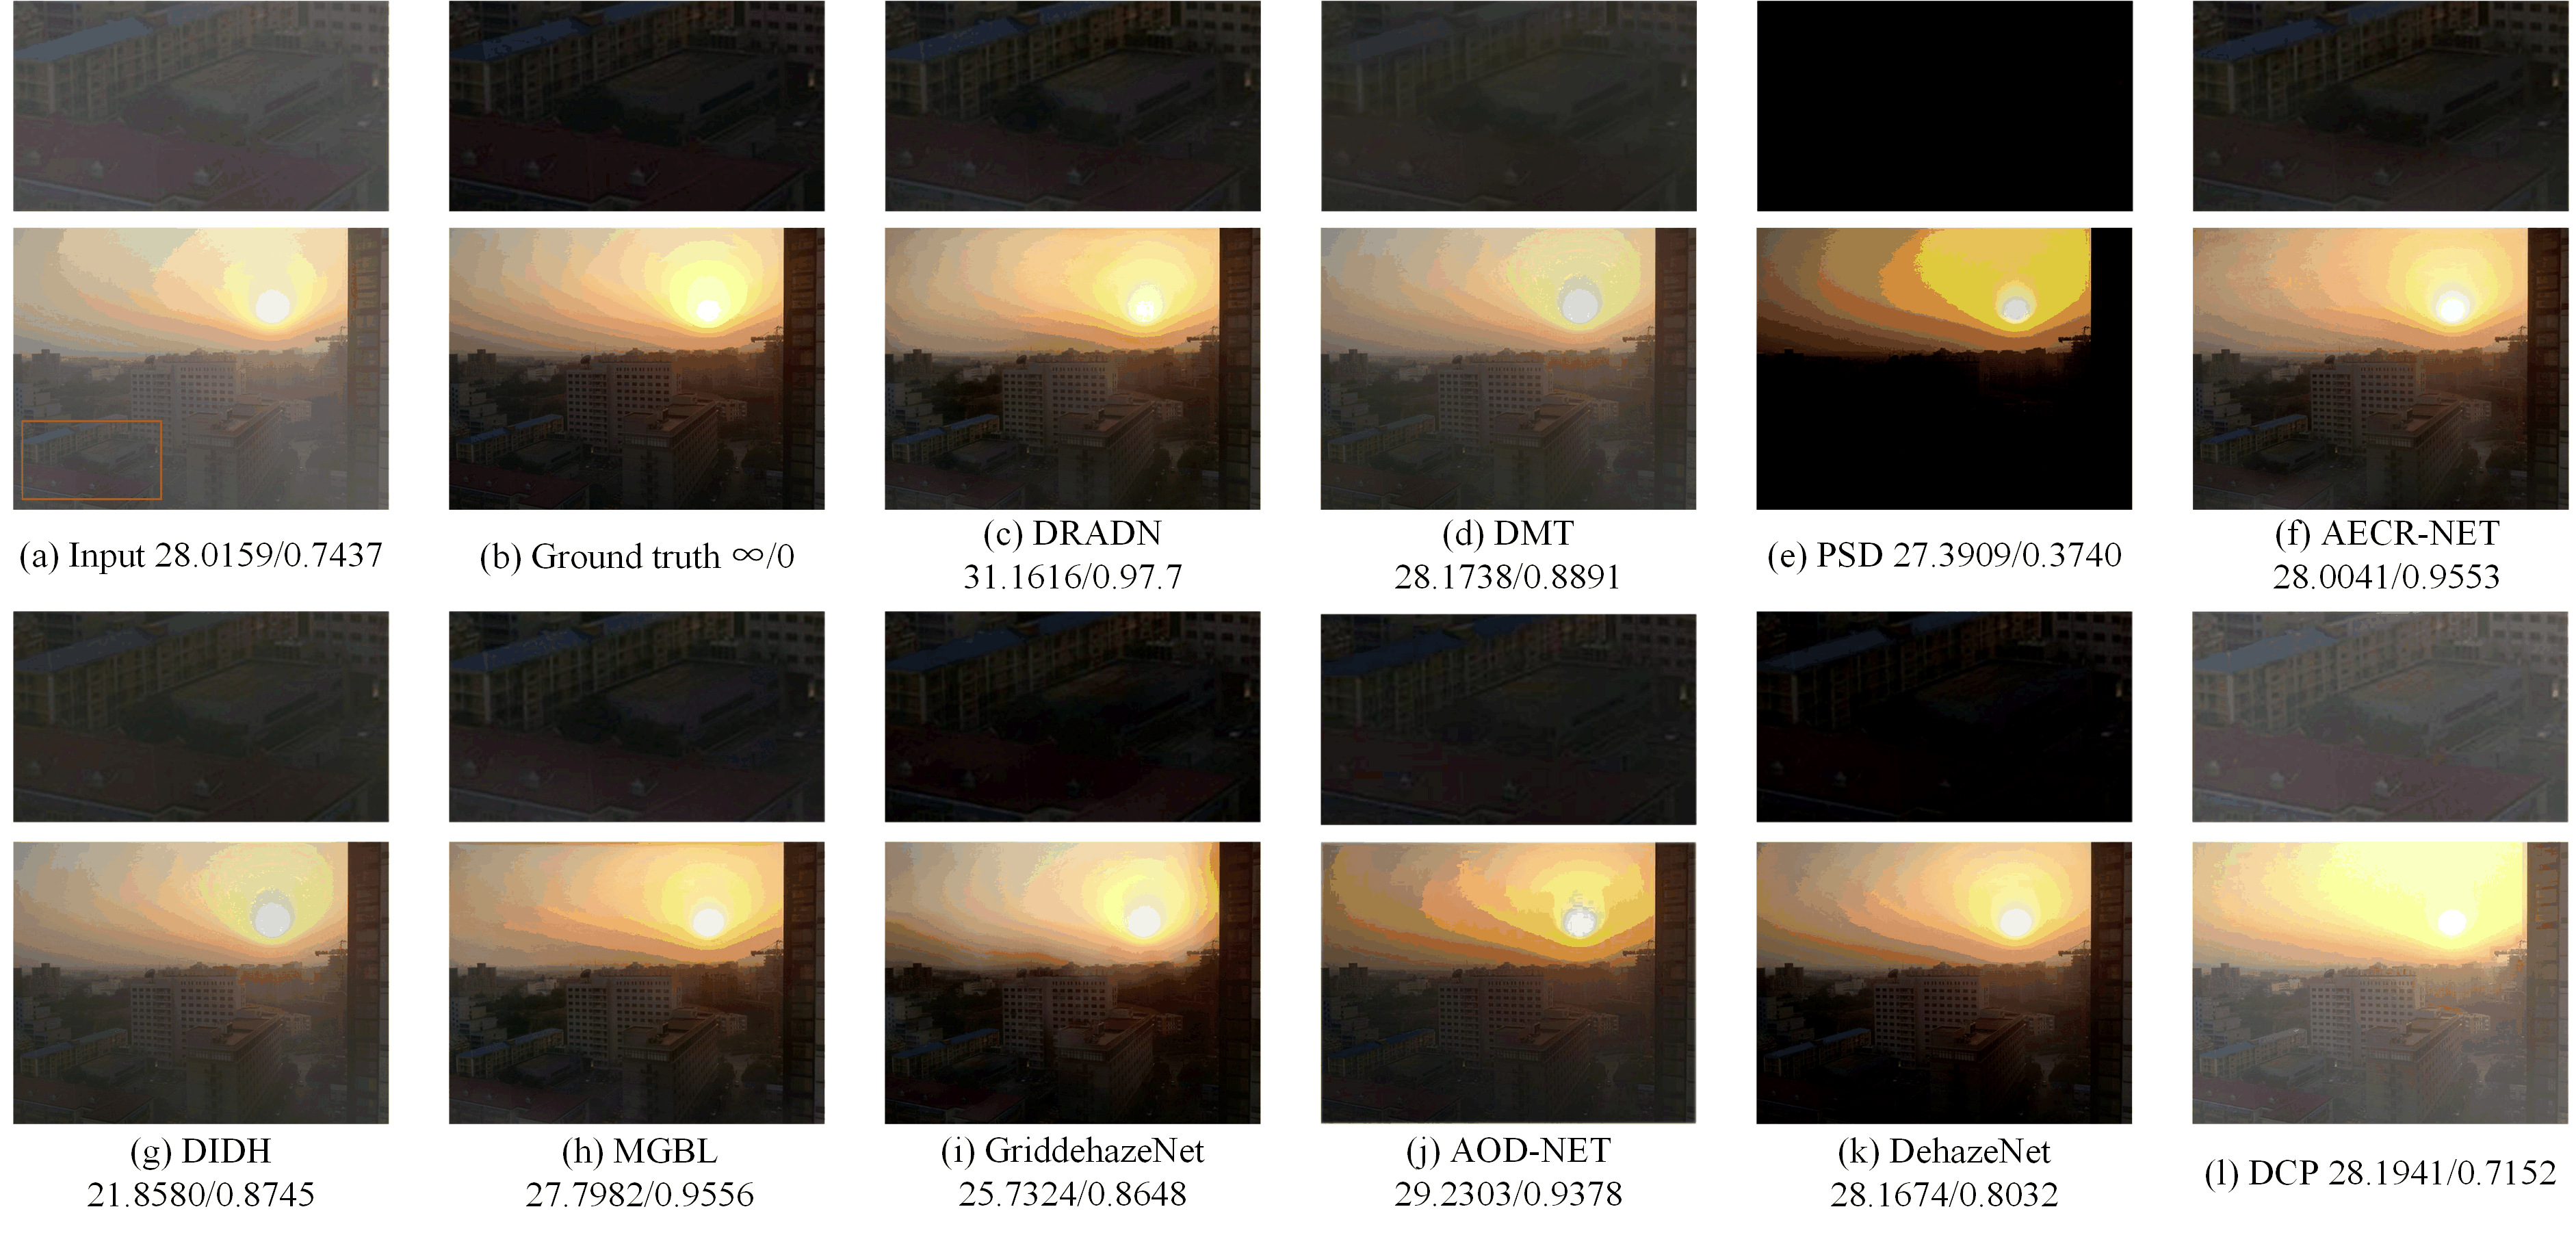 (a) Input 28.0159/0.7437
(b) Ground truth ∞/0
(c) DRADN
31.1616/0.97.7
(d) DMT
28.1738/0.8891
(e) PSD 27.3909/0.3740
(f) AECR-NET
28.0041/0.9553
(g) DIDH
21.8580/0.8745
(h) MGBL
27.7982/0.9556
(i) GriddehazeNet
25.7324/0.8648
(j) AOD-NET
29.2303/0.9378
(k) DehazeNet
28.1674/0.8032
(l) DCP 28.1941/0.7152